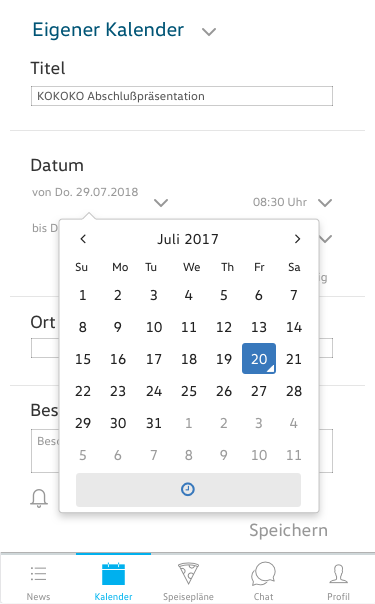 Eigener Kalender
Titel
KOKOKO Abschlußpräsentation
Datum
von Do. 29.07.2018 08:30 Uhr
bis D
Juli 2017
Su Mo Tu We Th Fr Sa
1 2 3 4 5 6 7
8 9 10 11 12 13 14
15 16 17 18 19 20 21
22 23 24 25 26 27 28
29 30 31 1 2 3 4
5 6 7 8 9 10 11
g
Ort
Bes
Besc
Speichern
News Kalender Speisepläne Chat Profil